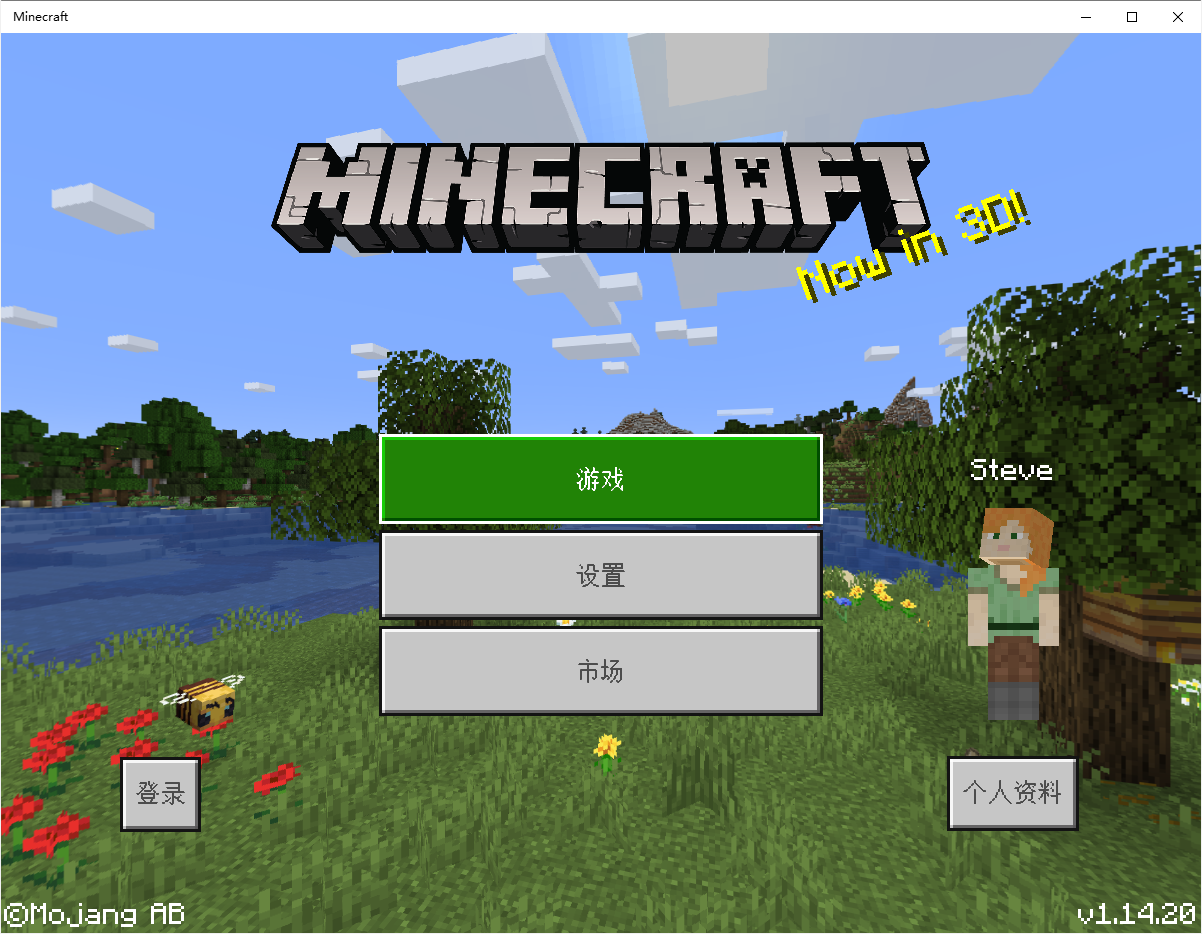 Minecraft
MINECRAFT
Now in 3D!
游戏
Steve
设置
市场
登录
个人资料
©Mojang AB
v1.14.20